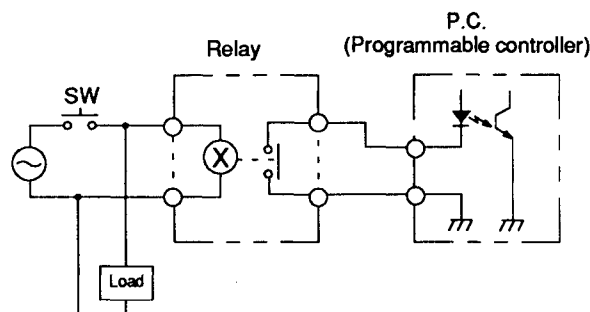 P.C.
(Programmable controller)
Relay
SW
X
Load